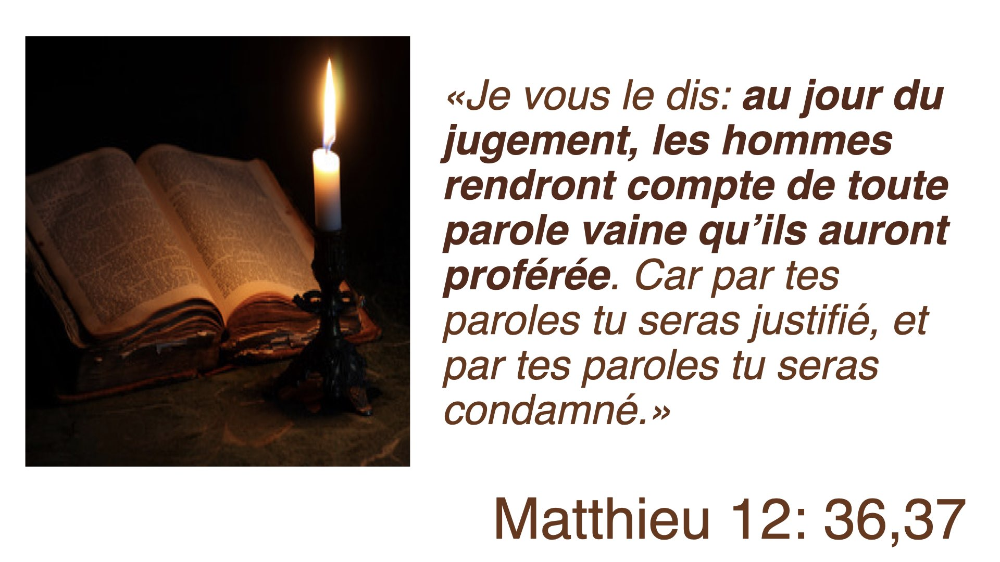 «Je vous le dis: au jour du
jugement, les hommes
rendront compte de toute
parole vaine qu’ils auront
proférée. Car par tes
paroles tu seras justifié, et
par tes paroles tu seras
condamné.»
Matthieu 12: 36,37